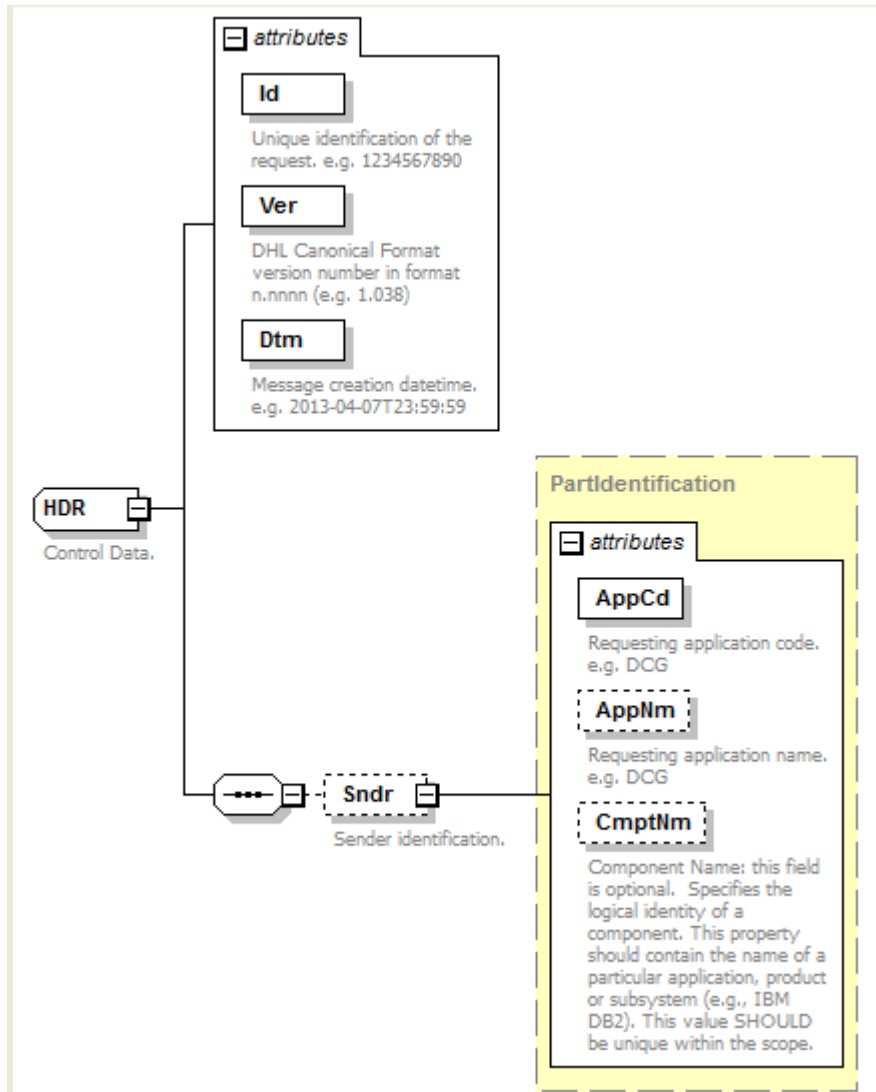 attributes
Id
Unique identification of the
request. e.g. 1234567890
Ver
DHL Canonical Format
version number in format
n.nnnn (e.g. 1.038)
Dtm
Message creation datetime.
e.g. 2013-04-07T23:59:59
HDR
Control Data.
Sndr
Sender identification.
PartIdentification
attributes
AppCd
Requesting application code.
e.g. DCG
AppNm
Requesting application name.
e.g. DCG
CmptNm
Component Name: this field
is optional.  Specifies the
logical identity of a
component. This property
should contain the name of a
particular application, product
or subsystem (e.g., IBM
DB2). This value SHOULD
be unique within the scope.